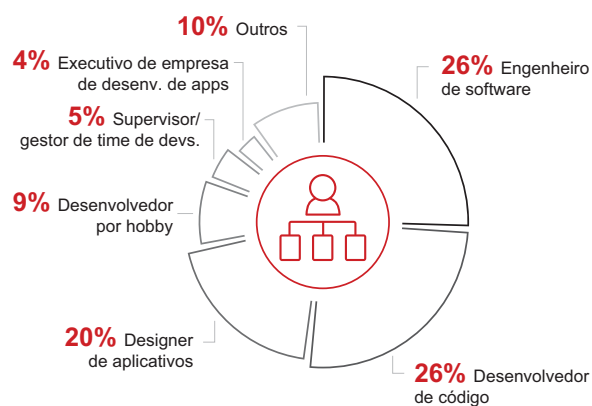 10% Outros
4% Executivo de empresa
de desenv. de apps
5% Supervisor/
gestor de time de devs.
9% Desenvolvedor
por hobby
20% Designer
de aplicativos
26% Engenheiro
de software
26% Desenvolvedor
de código